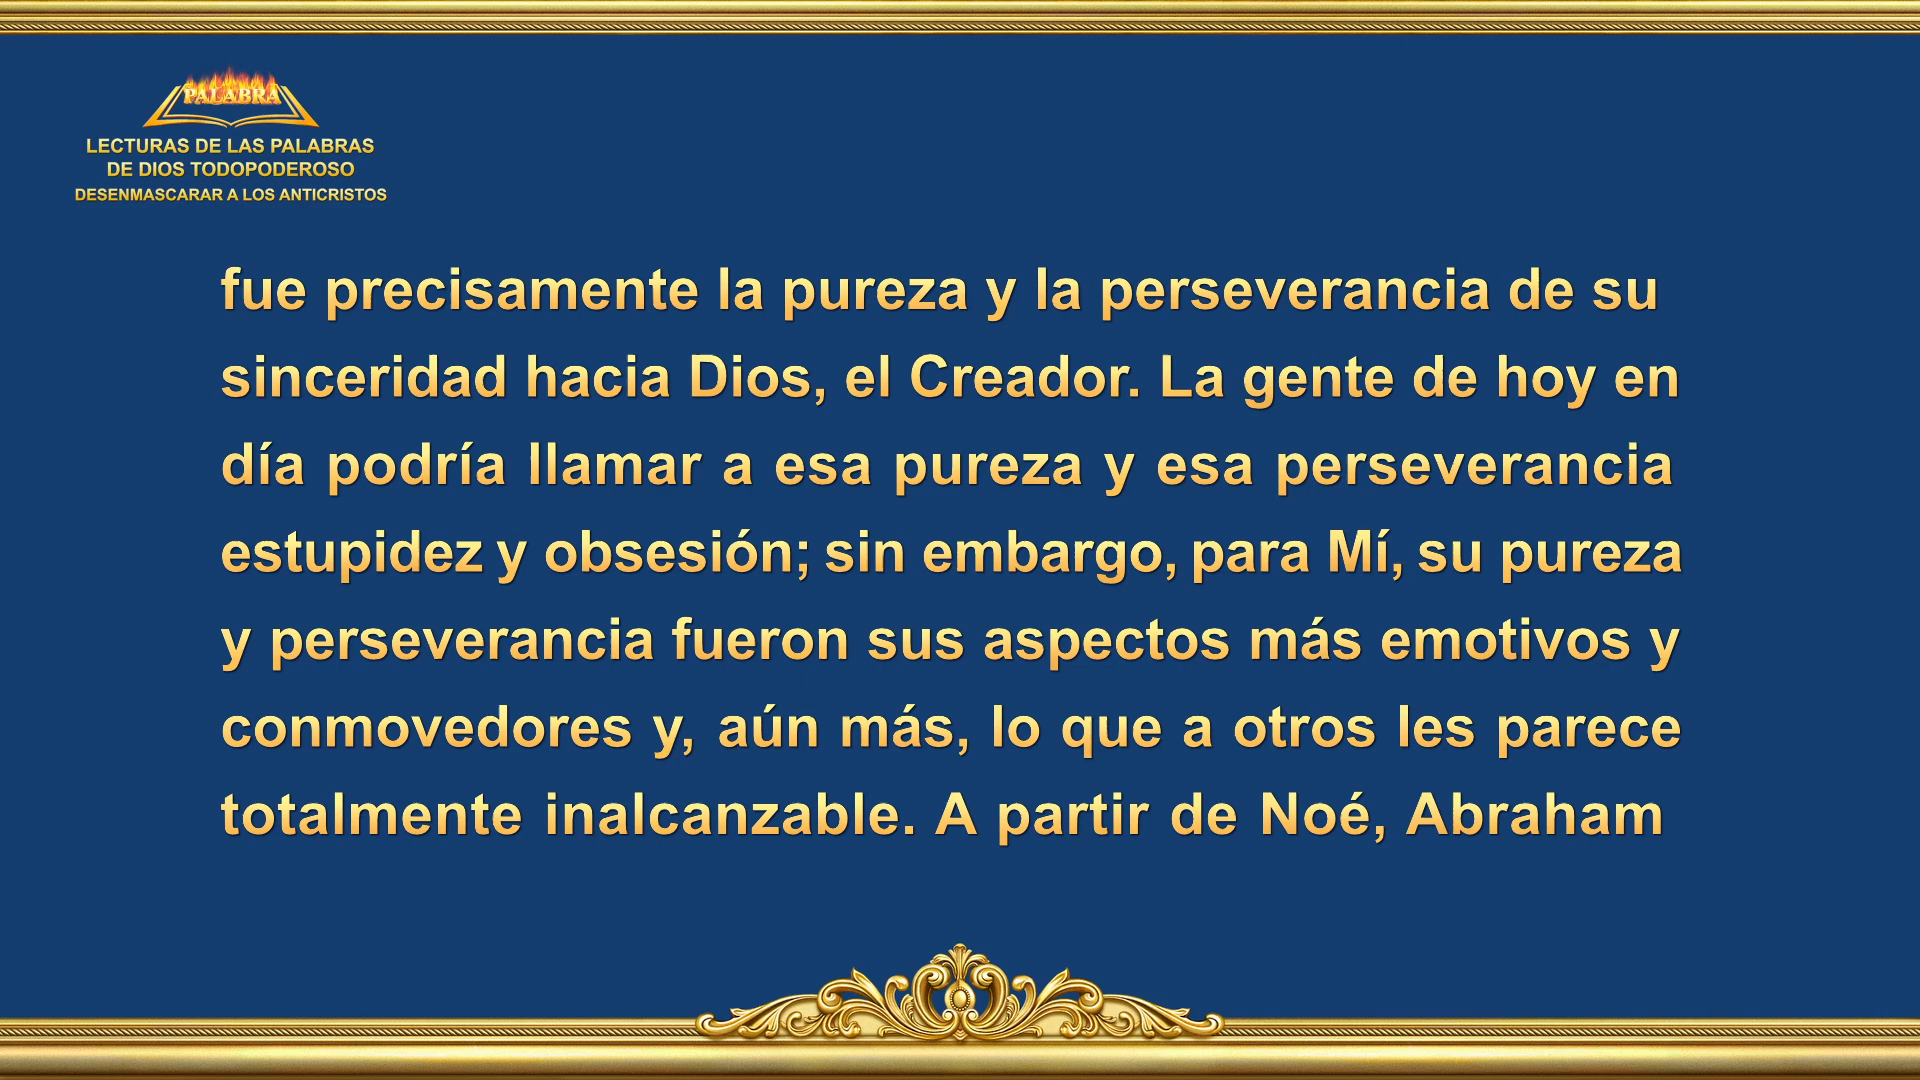 PALABRA
LECTURAS DE LAS PALABRAS
DE DIOS TODOPODEROSO
DESENMASCARAR A LOS ANTICRISTOS
fue precisamente la pureza y la perseverancia de su
sinceridad hacia Dios, el Creador. La gente de hoy en
día podría llamar a esa pureza y esa perseverancia
estupidez y obsesión; sin embargo, para Mí, su pureza
y perseverancia fueron sus aspectos más emotivos y
conmovedores y, aún más, lo que a otros les parece
totalmente inalcanzable. A partir de Noé, Abraham